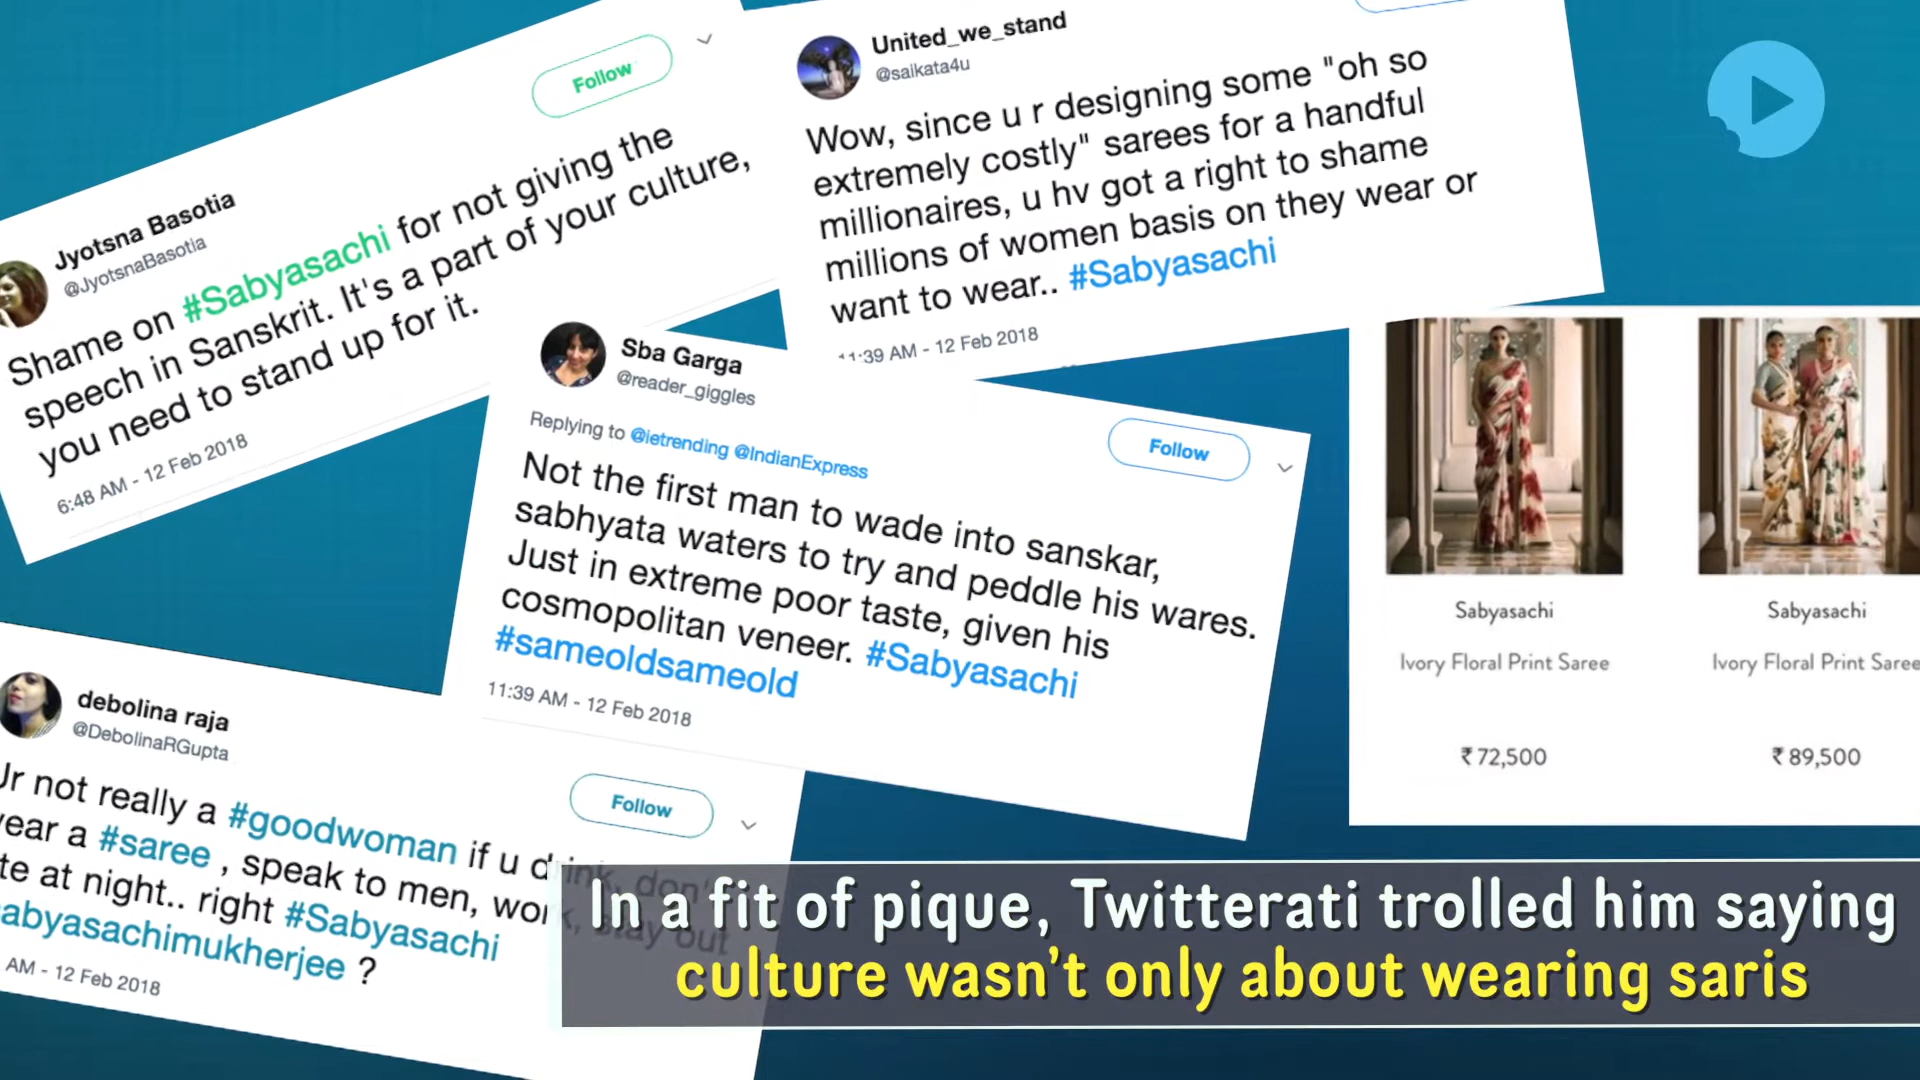 Jyotsna Basotia
@JyotsnaBasotia
Follow
Shame on #Sabyasachi for not giving the
speech in Sanskrit. It's a part of your culture,
you need to stand up for it.
6:48 AM - 12 Feb 2018
United_we_stand
@saikata4u
Wow, since u r designing some "oh so
extremely costly" sarees for a handful
millionaires, u hv got a right to shame
millions of women basis on they wear or
want to wear.. #Sabyasachi
11:39 AM - 12 Feb 2018
Sba Garga
@reader_giggles
Follow
Replying to @ietrending @IndianExpress
Not the first man to wade into sanskar,
sabhyata waters to try and peddle his wares.
Just in extreme poor taste, given his
cosmopolitan veneer. #Sabyasachi
#sameoldsameold
11:39 AM - 12 Feb 2018
Sabyasachi
Ivory Floral Print Saree
₹72,500
Sabyasachi
Ivory Floral Print Saree
₹89,500
debolina raja
@DebolinaRGupta
Follow
not really a #goodwoman if u drink, don'
ear a #saree , speak to men, work, stay out
te at night.. right #Sabyasachi
abyasachimukherjee ?
AM - 12 Feb 2018
In a fit of pique, Twitterati trolled him saying
culture wasn't only about wearing saris